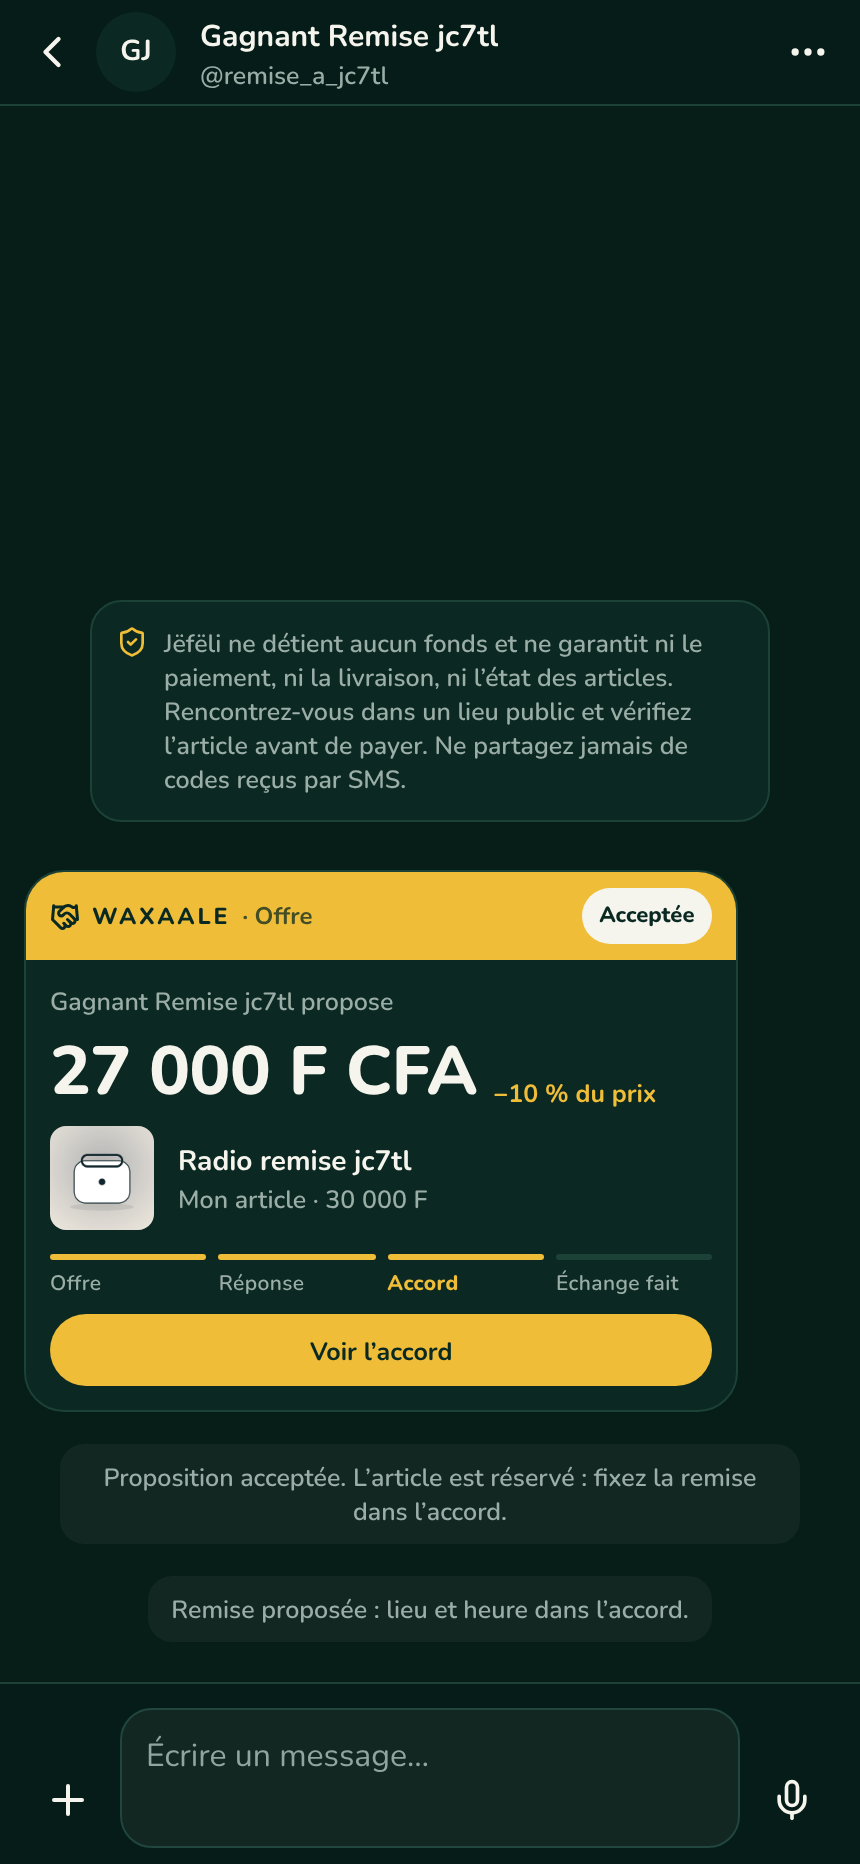 GJ
Gagnant Remise jc7tl
@remise_a_jc7tl
Jëfëli ne détient aucun fonds et ne garantit ni le
paiement, ni la livraison, ni l’état des articles.
Rencontrez-vous dans un lieu public et vérifiez
l’article avant de payer. Ne partagez jamais de
codes reçus par SMS.
WAXAALE · Offre
Acceptée
Gagnant Remise jc7tl propose
27 000 F CFA −10 % du prix
Radio remise jc7tl
Mon article · 30 000 F
Offre Réponse Accord Échange fait
Voir l’accord
Proposition acceptée. L’article est réservé : fixez la remise
dans l’accord.
Remise proposée : lieu et heure dans l’accord.
Écrire un message…